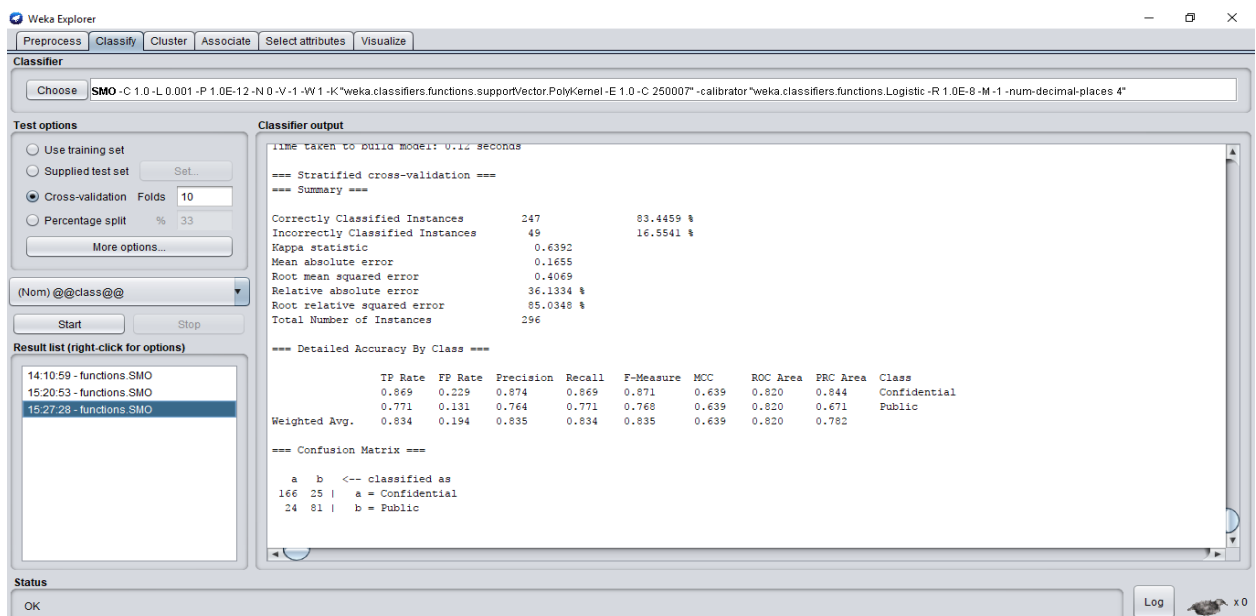 Weka Explorer
Preprocess Classify Cluster Associate Select attributes Visualize
Classifier
Choose SMO -C 1.0 -L 0.001 -P 1.0E-12 -N 0 -V -1 -W 1 -K "weka.classifiers.functions.supportVector.PolyKernel -E 1.0 -C 250007" -calibrator "weka.classifiers.functions.Logistic -R 1.0E-8 -M -1 -num-decimal-places 4"
Test options
Use training set
Supplied test set Set...
Cross-validation Folds 10
Percentage split % 33
More options...
(Nom) @@class@@
Start Stop
Result list (right-click for options)
14:10:59 - functions.SMO
15:20:53 - functions.SMO
15:27:28 - functions.SMO
Classifier output
Time taken to build model: 0.12 seconds
=== Stratified cross-validation ===
=== Summary ===
Correctly Classified Instances 247 83.4459 %
Incorrectly Classified Instances 49 16.5541 %
Kappa statistic 0.6392
Mean absolute error 0.1655
Root mean squared error 0.4069
Relative absolute error 36.1334 %
Root relative squared error 85.0348 %
Total Number of Instances 296
=== Detailed Accuracy By Class ===
TP Rate FP Rate Precision Recall F-Measure MCC ROC Area PRC Area Class
0.869 0.229 0.874 0.869 0.871 0.639 0.820 0.844 Confidential
0.771 0.131 0.764 0.771 0.768 0.639 0.820 0.671 Public
Weighted Avg. 0.834 0.194 0.835 0.834 0.835 0.639 0.820 0.782
=== Confusion Matrix ===
a b <-- classified as
166 25 | a = Confidential
24 81 | b = Public
Status
OK
Log x 0